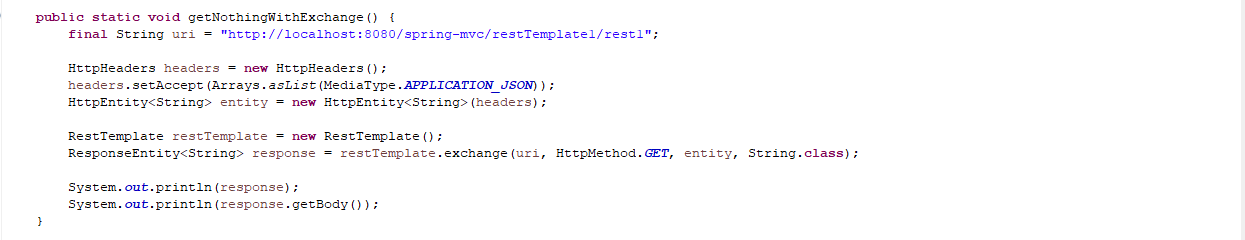 public static void getNothingWithExchange() {
final String uri = "http://localhost:8080/spring-mvc/restTemplate1/rest1";
HttpHeaders headers = new HttpHeaders();
headers.setAccept(Arrays.asList(MediaType.APPLICATION_JSON));
HttpEntity<String> entity = new HttpEntity<String>(headers);
RestTemplate restTemplate = new RestTemplate();
ResponseEntity<String> response = restTemplate.exchange(uri, HttpMethod.GET, entity, String.class);
System.out.println(response);
System.out.println(response.getBody());
}